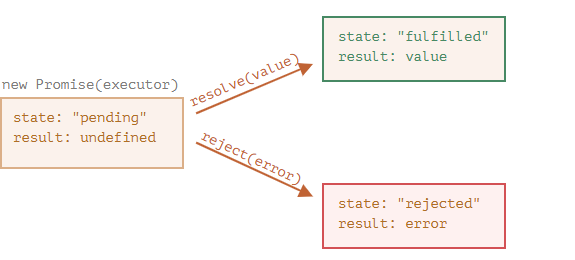 state: "fulfilled"
result: value
resolve(value)
new Promise(executor)
state: "pending"
result: undefined
reject(error)
state: "rejected"
result: error